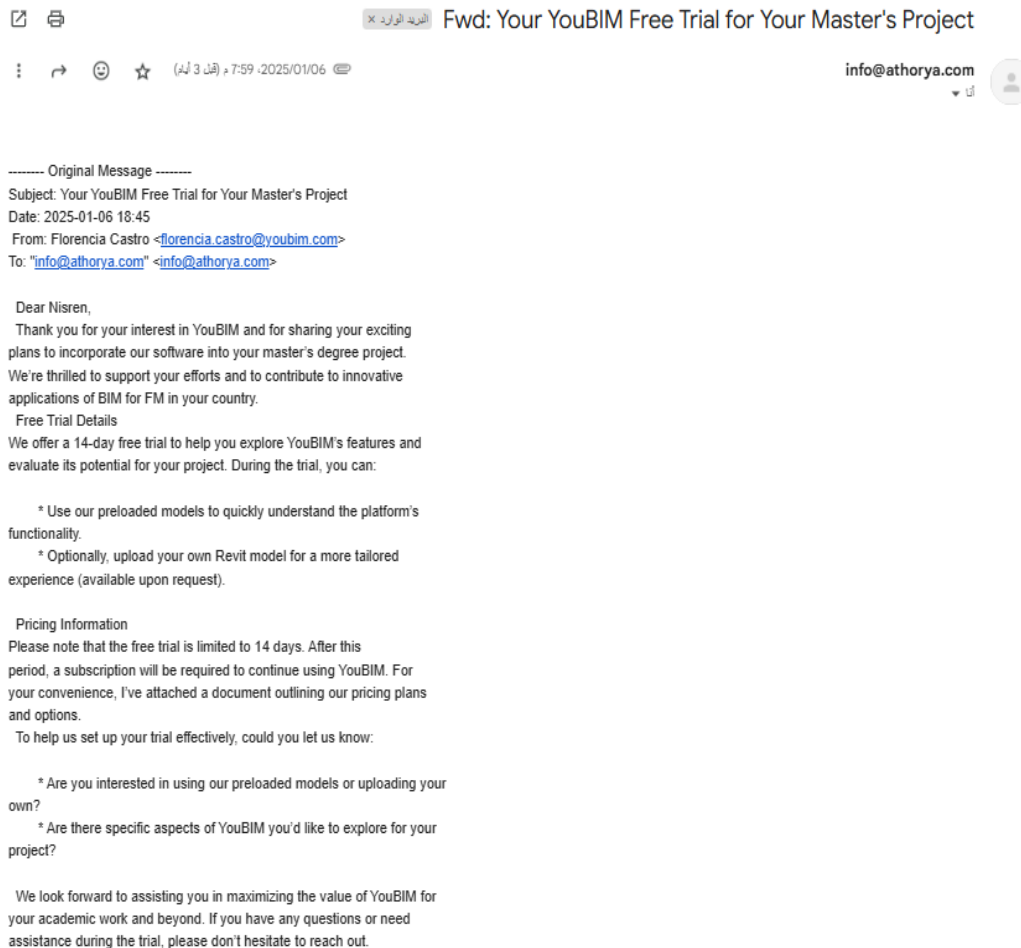 Fwd: Your YouBIM Free Trial for Your Master's Project
البريد الوارد ×
info@athorya.com
2025/01/06، 7:59 م (قبل 3 أيام)
أنا
-------- Original Message --------
Subject: Your YouBIM Free Trial for Your Master's Project
Date: 2025-01-06 18:45
From: Florencia Castro <florencia.castro@youbim.com>
To: "info@athorya.com" <info@athorya.com>
Dear Nisren,
Thank you for your interest in YouBIM and for sharing your exciting
plans to incorporate our software into your master's degree project.
We're thrilled to support your efforts and to contribute to innovative
applications of BIM for FM in your country.
Free Trial Details
We offer a 14-day free trial to help you explore YouBIM's features and
evaluate its potential for your project. During the trial, you can:
* Use our preloaded models to quickly understand the platform's
functionality.
* Optionally, upload your own Revit model for a more tailored
experience (available upon request).
Pricing Information
Please note that the free trial is limited to 14 days. After this
period, a subscription will be required to continue using YouBIM. For
your convenience, I've attached a document outlining our pricing plans
and options.
To help us set up your trial effectively, could you let us know:
* Are you interested in using our preloaded models or uploading your
own?
* Are there specific aspects of YouBIM you'd like to explore for your
project?
We look forward to assisting you in maximizing the value of YouBIM for
your academic work and beyond. If you have any questions or need
assistance during the trial, please don't hesitate to reach out.